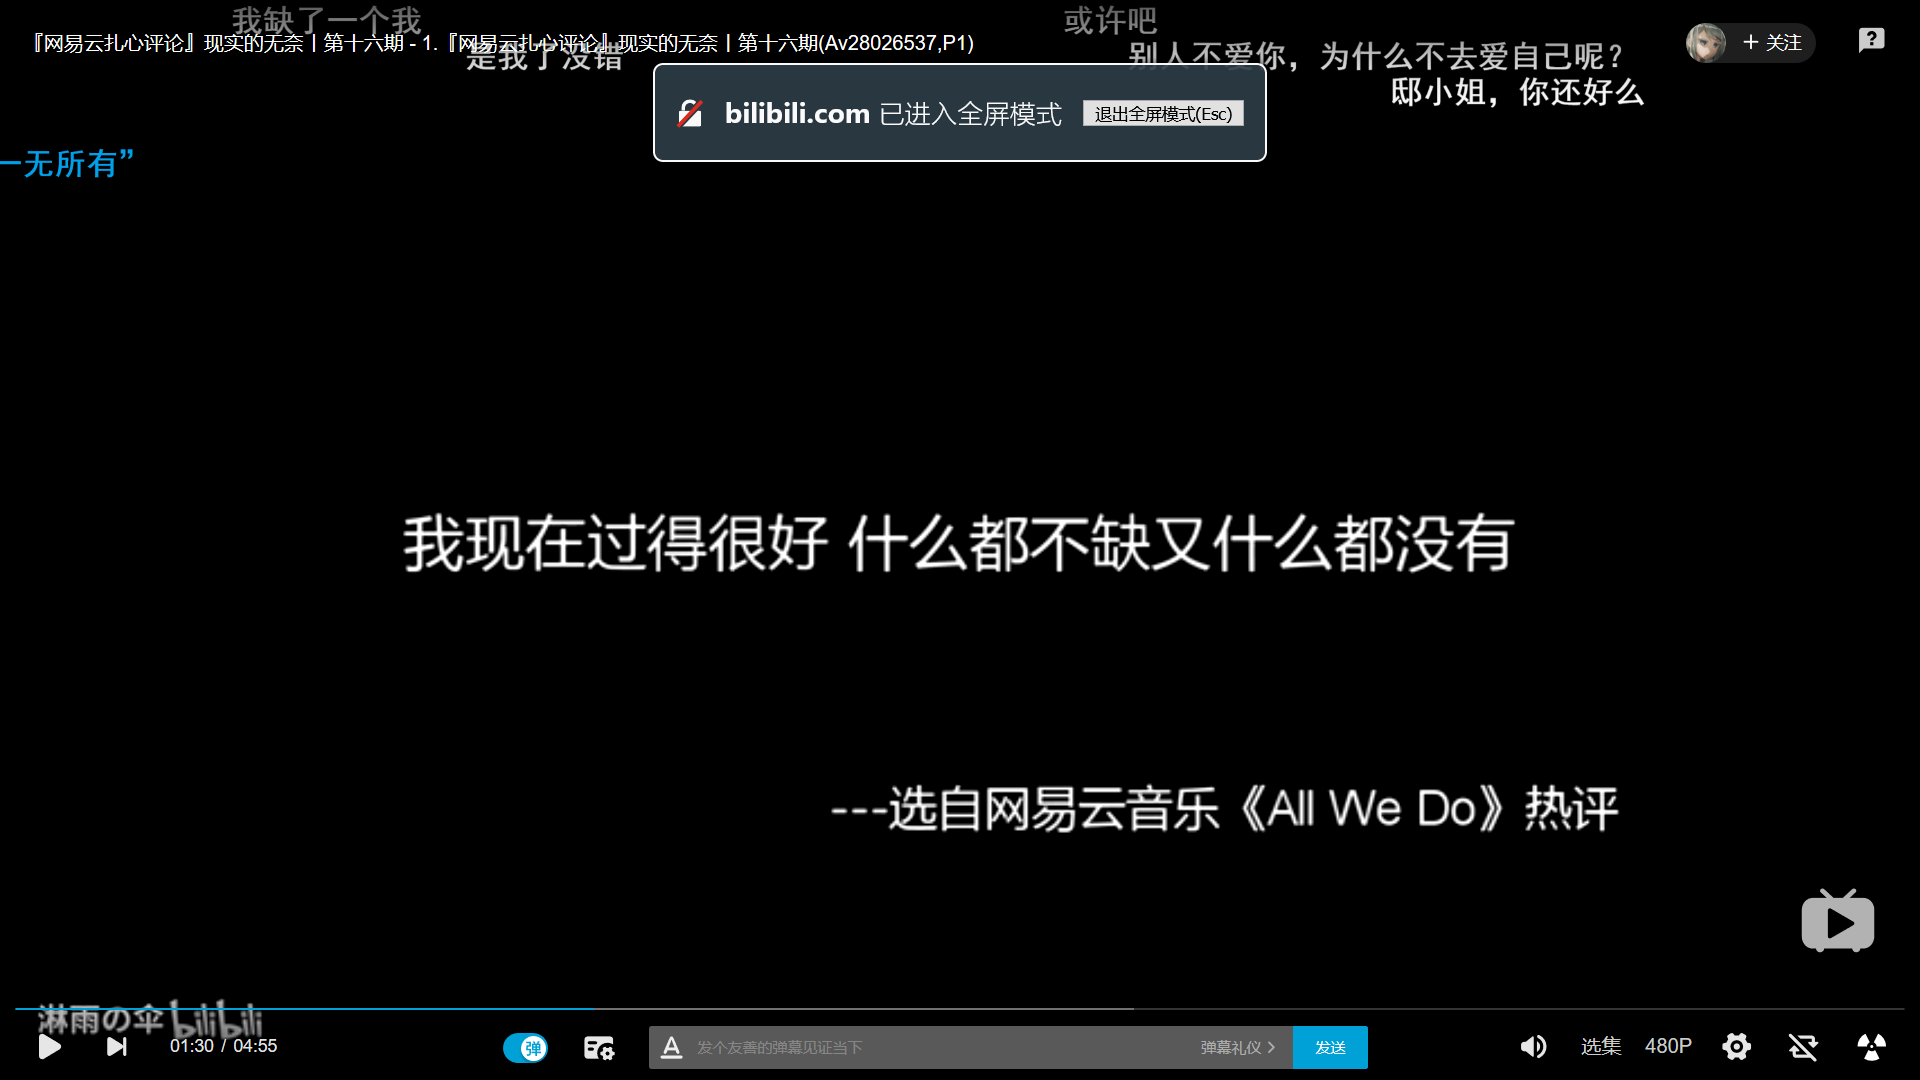 我缺了一个我
或许吧
『网易云扎心评论』现实的无奈丨第十六期 - 1.『网易云扎心评论』现实的无奈丨第十六期(Av28026537,P1)
+ 关注
是我了没错
别人不爱你，为什么不去爱自己呢？
邸小姐，你还好么
bilibili.com 已进入全屏模式 退出全屏模式(Esc)
一无所有”
我现在过得很好 什么都不缺又什么都没有
---选自网易云音乐《All We Do》热评
淋雨の伞 bilibili
01:30 / 04:55
弹
发个友善的弹幕见证当下
弹幕礼仪 >
发送
选集
480P